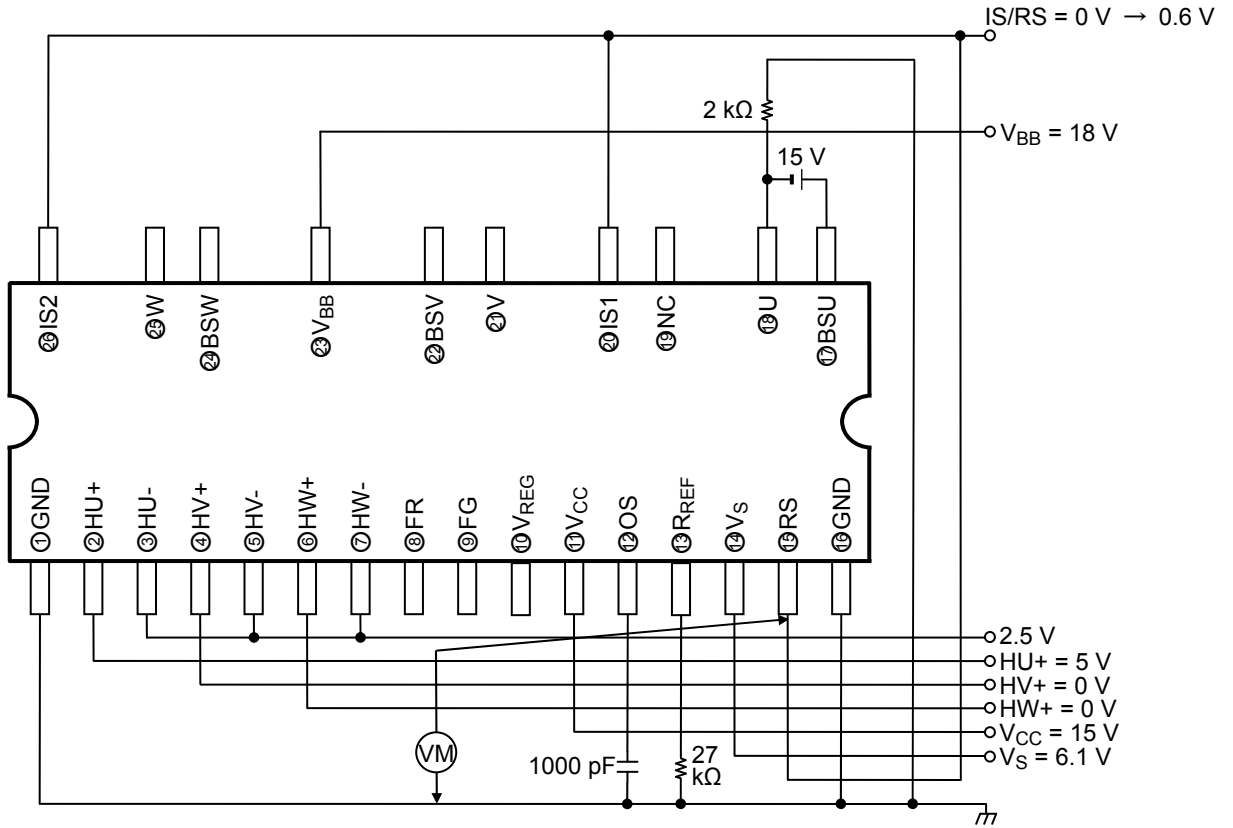 IS/RS = 0 V → 0.6 V
2 kΩ
V_BB = 18 V
15 V
㉖IS2
㉕W
㉔BSW
㉓V_BB
㉒BSV
㉑V
⑳IS1
⑲NC
⑱U
⑰BSU
①GND
②HU+
③HU-
④HV+
⑤HV-
⑥HW+
⑦HW-
⑧FR
⑨FG
⑩V_REG
⑪V_CC
⑫OS
⑬R_REF
⑭V_S
⑮RS
⑯GND
2.5 V
HU+ = 5 V
HV+ = 0 V
HW+ = 0 V
V_CC = 15 V
V_S = 6.1 V
VM
1000 pF
27
kΩ